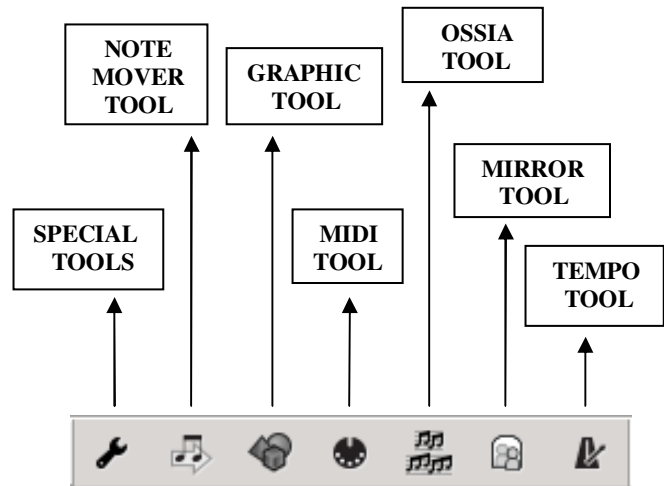 NOTE
MOVER
TOOL
GRAPHIC
TOOL
OSSIA
TOOL
MIRROR
TOOL
SPECIAL
TOOLS
MIDI
TOOL
TEMPO
TOOL